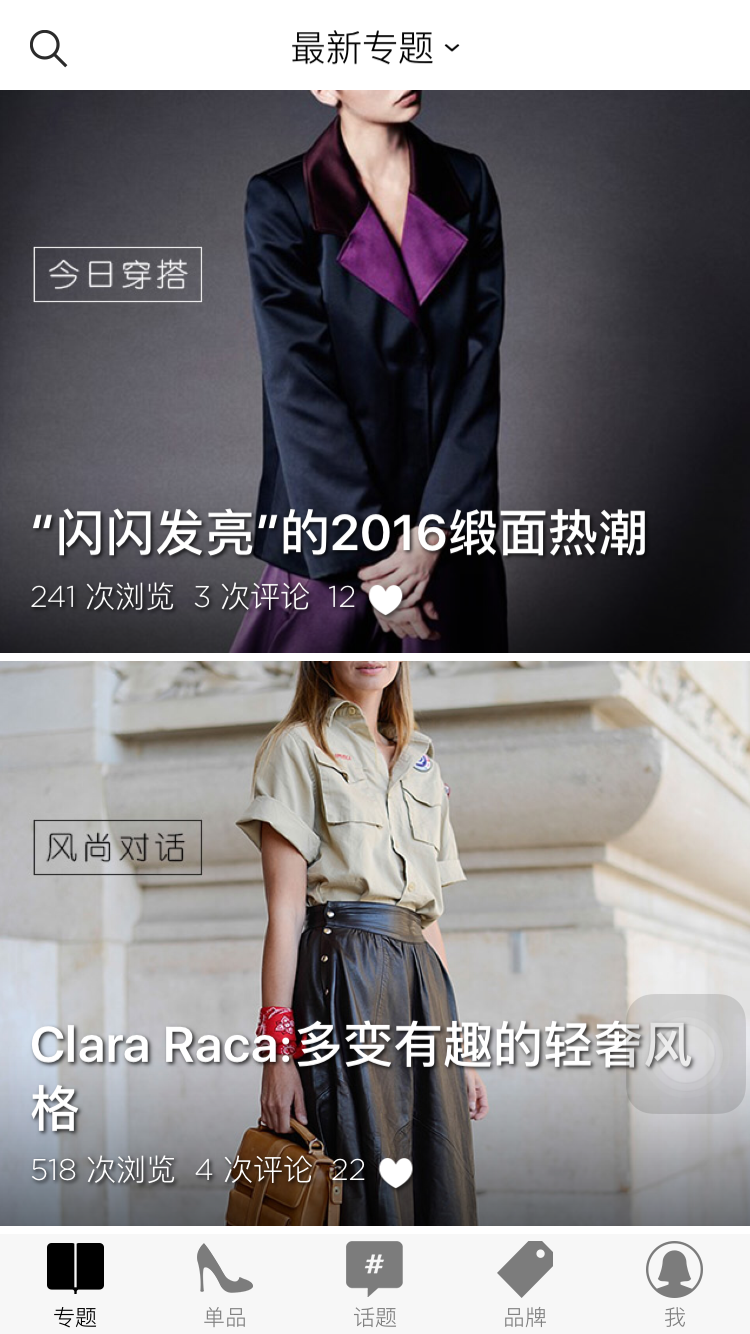 最新专题
今日穿搭
“闪闪发亮”的2016缎面热潮
241 次浏览 3 次评论 12
风尚对话
Clara Raca:多变有趣的轻奢风
格
518 次浏览 4 次评论 22
#
专题 单品 话题 品牌 我